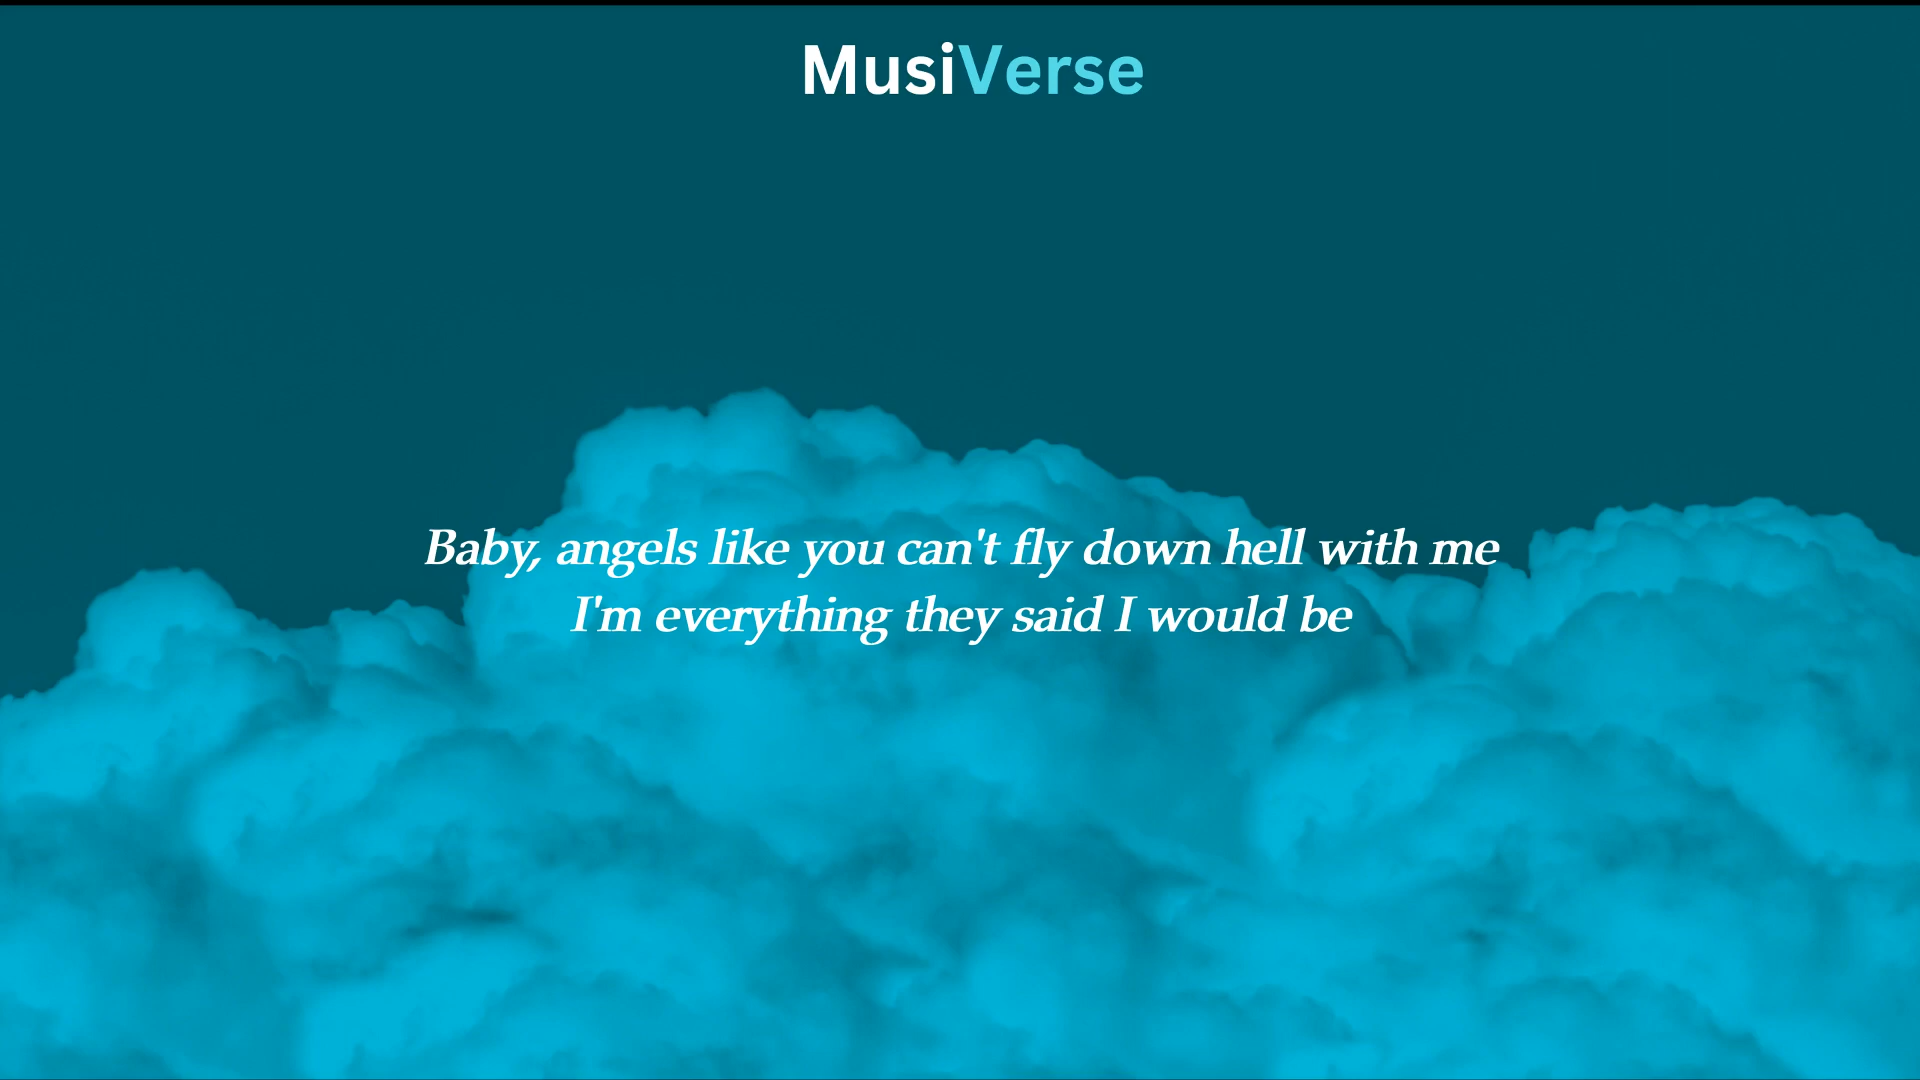 MusiVerse
Baby, angels like you can't fly down hell with me
I'm everything they said I would be